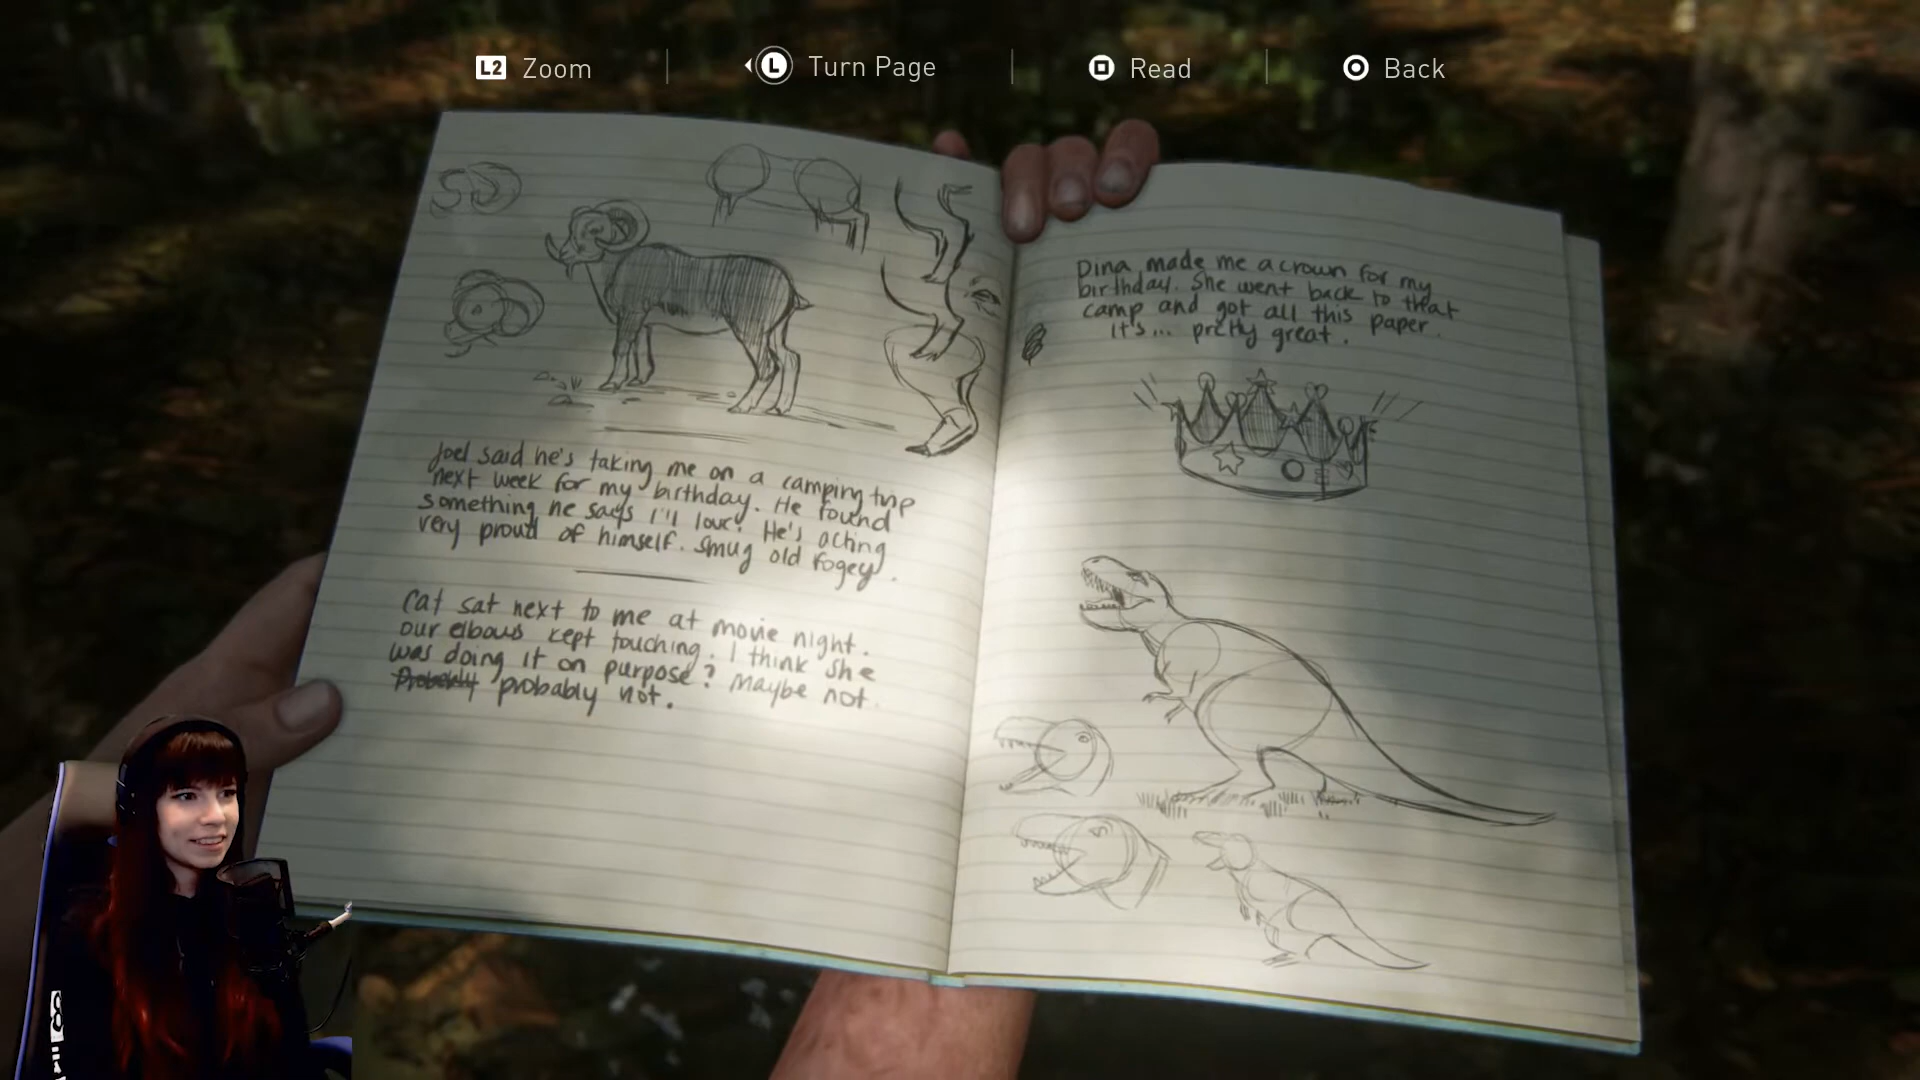 L2 Zoom
L Turn Page
Read
Back
Joel said he's taking me on a camping trip
next week for my birthday. He found
something he says I'll love. He's acting
very proud of himself. Smug old fogey.
Cat sat next to me at movie night.
our elbows kept touching. I think she
was doing it on purpose? Maybe not.
Probably probably not.
Dina made me a crown for my
birthday. She went back to that
camp and got all this paper.
It's... pretty great.